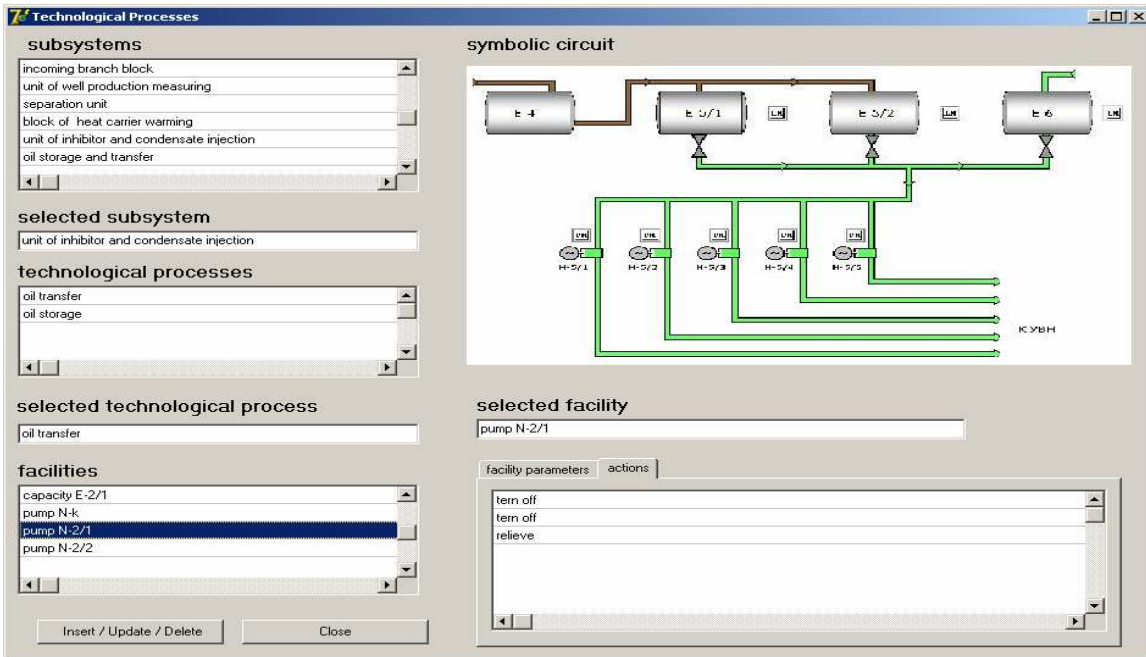 Technological Processes
subsystems
incoming branch block
unit of well production measuring
separation unit
block of heat carrier warming
unit of inhibitor and condensate injection
oil storage and transfer
selected subsystem
unit of inhibitor and condensate injection
technological processes
oil transfer
oil storage
selected technological process
oil transfer
facilities
capacity E-2/1
pump N-k
pump N-2/1
pump N-2/2
Insert / Update / Delete
Close
symbolic circuit
E 4
E 5/1
E 5/2
E 6
H-5/1
H-5/2
H-5/3
H-5/4
H-5/5
КУВН
selected facility
pump N-2/1
facility parameters
actions
tern off
tern off
relieve